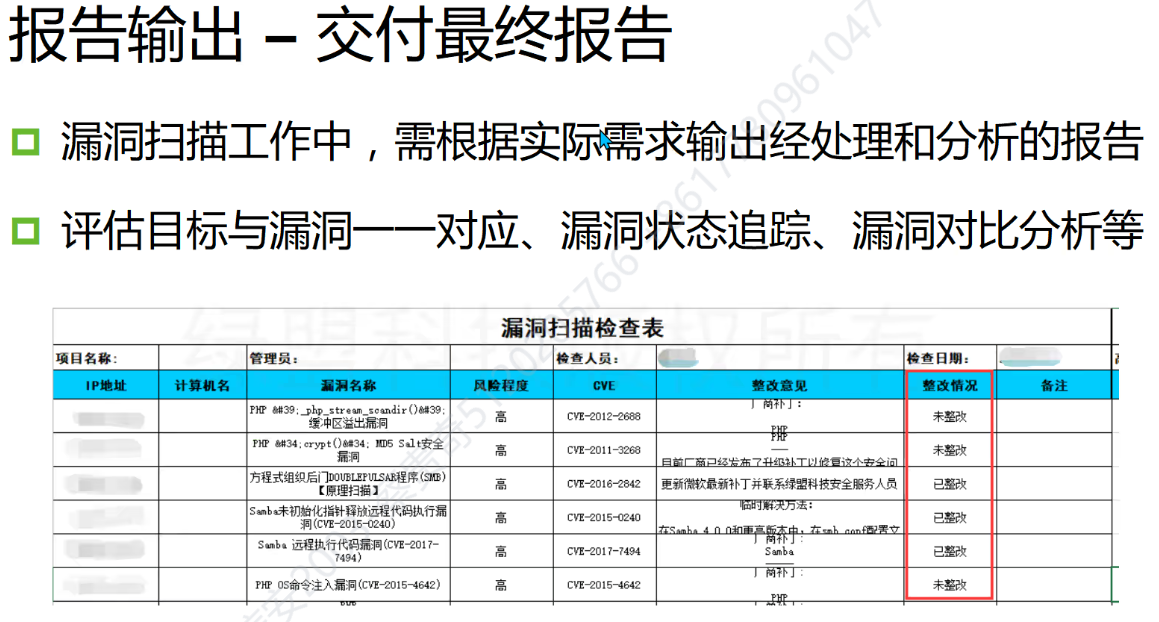 报告输出 – 交付最终报告
漏洞扫描工作中，需根据实际需求输出经处理和分析的报告
评估目标与漏洞一一对应、漏洞状态追踪、漏洞对比分析等
漏洞扫描检查表
项目名称: 管理员: 检查人员: 检查日期:
IP地址 计算机名 漏洞名称 风险程度 CVE 整改意见 整改情况 备注
PHP &#39;_php_stream_scandir()&#39;
缓冲区溢出漏洞 高 CVE-2012-2688 厂商补丁: 未整改
PHP
PHP &#34;crypt()&#34; MD5 Salt安全
漏洞 高 CVE-2011-3268 PHP 未整改
目前厂商已经发布了升级补丁以修复这个安全问
方程式组织后门DOUBLEPULSAR程序(SMB)
【原理扫描】 高 CVE-2016-2842 更新微软最新补丁并联系绿盟科技安全服务人员 已整改
Samba未初始化指针释放远程代码执行漏
洞(CVE-2015-0240) 高 CVE-2015-0240 临时解决方法: 已整改
在Samba 4.0.0和更高版本中，在smb.conf配置文
Samba 远程执行代码漏洞(CVE-2017-
7494) 高 CVE-2017-7494 厂商补丁: 已整改
Samba
PHP OS命令注入漏洞(CVE-2015-4642) 高 CVE-2015-4642 厂商补丁: 未整改
PHP
PHP